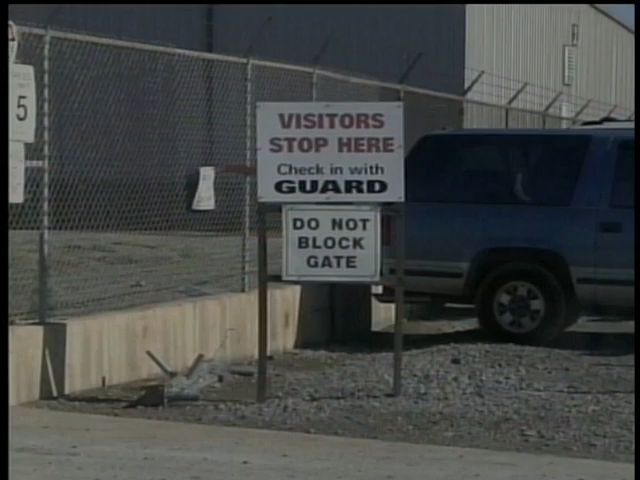 5
VISITORS
STOP HERE
Check in with
GUARD
DO NOT
BLOCK
GATE